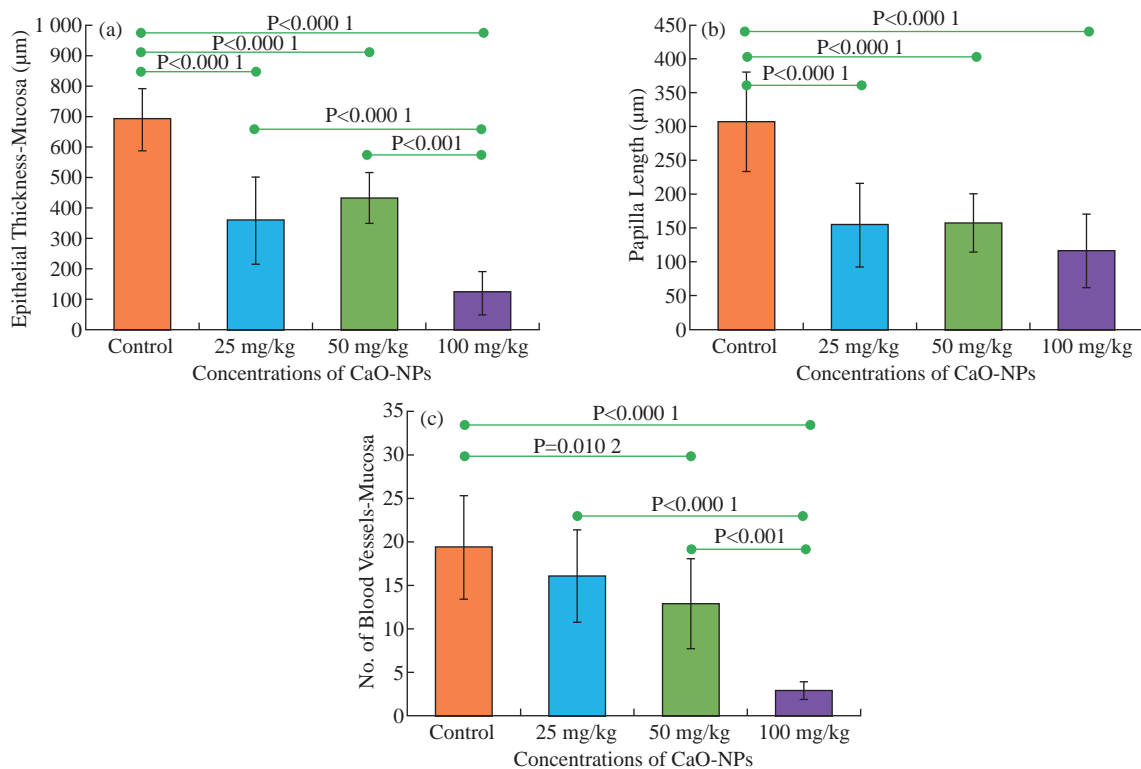 (a)
Epithelial Thickness-Mucosa (μm)
1 000
900
800
700
600
500
400
300
200
100
0
P<0.000 1
P<0.000 1
P<0.000 1
P<0.000 1
P<0.001
Control 25 mg/kg 50 mg/kg 100 mg/kg
Concentrations of CaO-NPs
(b)
Papilla Length (μm)
450
400
350
300
250
200
150
100
50
0
P<0.000 1
P<0.000 1
P<0.000 1
Control 25 mg/kg 50 mg/kg 100 mg/kg
Concentrations of CaO-NPs
(c)
No. of Blood Vessels-Mucosa
35
30
25
20
15
10
5
0
P<0.000 1
P=0.010 2
P<0.000 1
P<0.001
Control 25 mg/kg 50 mg/kg 100 mg/kg
Concentrations of CaO-NPs